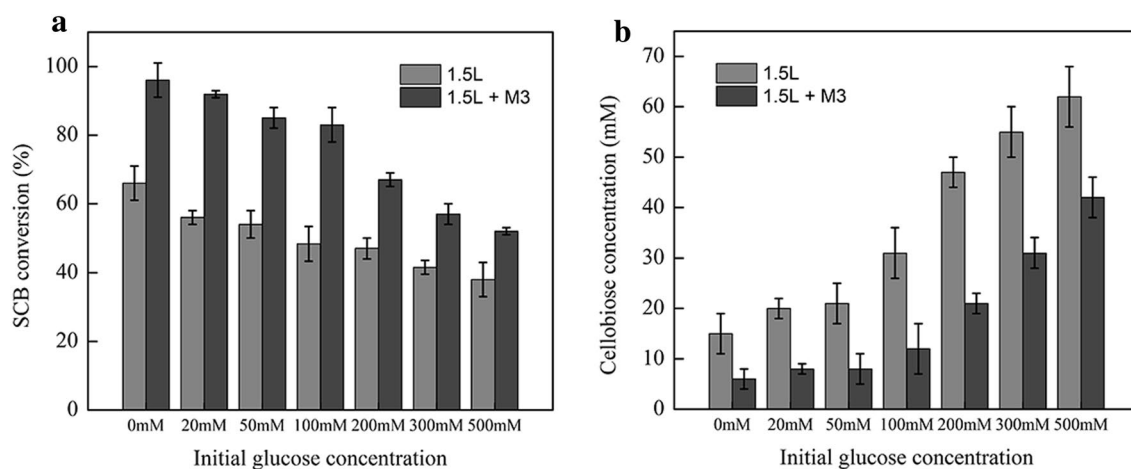 a
SCB conversion (%)
100
80
60
40
20
0
1.5L
1.5L + M3
0mM 20mM 50mM 100mM 200mM 300mM 500mM
Initial glucose concentration
b
Cellobiose concentration (mM)
70
60
50
40
30
20
10
0
1.5L
1.5L + M3
0mM 20mM 50mM 100mM 200mM 300mM 500mM
Initial glucose concentration